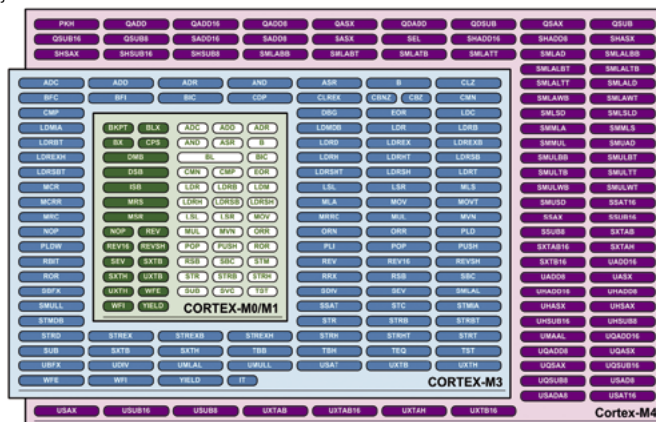 PKH QADD QADD16 QADD8 QASX QDADD QDSUB QSAX QSUB
QSUB16 QSUB8 SADD16 SADD8 SASX SEL SHADD16 SHADD8 SHASX
SHSAX SHSUB16 SHSUB8 SMLABB SMLABT SMLATB SMLATT SMLAD SMLALBB
SMLALBT SMLALTB
ADC ADD ADR AND ASR B CLZ SMLALTT SMLALD
BFC BFI BIC CDP CLREX CBNZ CBZ CMN SMLAWB SMLAWT
CMP DBG EOR LDC SMLSD SMLSLD
LDMIA BKPT BLX ADC ADD ADR LDMDB LDR LDRB SMMLA SMMLS
LDRBT BX CPS AND ASR B LDRD LDREX LDREXB SMMUL SMUAD
LDREXH DMB BL BIC LDRH LDRHT LDRSB SMULBB SMULBT
LDRSBT DSB CMN CMP EOR LDRSHT LDRSH LDRT SMULTB SMULTT
MCR ISB LDR LDRB LDM LSL LSR MLS SMULWB SMULWT
MCRR MRS LDRH LDRSB LDRSH MLA MOV MOVT SMUSD SSAT16
MRC MSR LSL LSR MOV MRRC MUL MVN SSAX SSUB16
NOP NOP REV MUL MVN ORR ORN ORR PLD SSUB8 SXTAB
PLDW REV16 REVSH POP PUSH ROR PLI POP PUSH SXTAB16 SXTAH
RBIT SEV SXTB RSB SBC STM REV REV16 REVSH SXTB16 UADD16
ROR SXTH UXTB STR STRB STRH RRX RSB SBC UADD8 UASX
UXTH WFE SUB SVC TST SDIV SEV SMLAL UHADD16 UHADD8
SMULL WFI YIELD CORTEX-M0/M1 SSAT STC STMIA UHASX UHSAX
STMDB STR STRB STRBT UHSUB16 UHSUB8
STRD STREX STREXB STREXH STRH STRHT STRT UMAAL UQADD16
SUB SXTB SXTH TBB TBH TEQ TST UQADD8 UQASX
UBFX UDIV UMLAL UMULL USAT UXTB UXTH UQSAX UQSUB16
WFE WFI YIELD IT CORTEX-M3 UQSUB8 USAD8
USADA8 USAT16
USAX USUB16 USUB8 UXTAB UXTAB16 UXTAH UXTB16 Cortex-M4